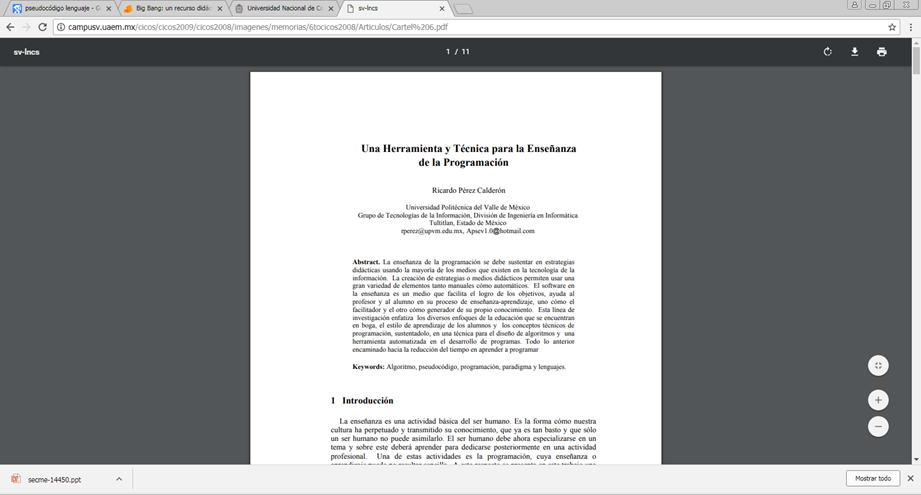 pseudocódigo lenguaje - G
Big Bang: un recurso didác
Universidad Nacional de Co
sv-lncs
campusv.uaem.mx/cicos/cicos2009/cicos2008/imagenes/memorias/6tocicos2008/Articulos/Cartel%206.pdf
sv-lncs
1 / 11
Una Herramienta y Técnica para la Enseñanza
de la Programación
Ricardo Pérez Calderón
Universidad Politécnica del Valle de México
Grupo de Tecnologías de la Información, División de Ingeniería en Informática
Tultitlan, Estado de México
rperez@upvm.edu.mx, Apsev1.0@hotmail.com
Abstract. La enseñanza de la programación se debe sustentar en estrategias
didácticas usando la mayoría de los medios que existen en la tecnología de la
información. La creación de estrategias o medios didácticos permiten usar una
gran variedad de elementos tanto manuales cómo automáticos. El software en
la enseñanza es un medio que facilita el logro de los objetivos, ayuda al
profesor y al alumno en su proceso de enseñanza-aprendizaje, uno cómo el
facilitador y el otro cómo generador de su propio conocimiento. Esta línea de
investigación enfatiza los diversos enfoques de la educación que se encuentran
en boga, el estilo de aprendizaje de los alumnos y los conceptos técnicos de
programación, sustentadolo, en una técnica para el diseño de algoritmos y una
herramienta automatizada en el desarrollo de programas. Todo lo anterior
encaminado hacia la reducción del tiempo en aprender a programar
Keywords: Algoritmo, pseudocódigo, programación, paradigma y lenguajes.
1 Introducción
La enseñanza es una actividad básica del ser humano. Es la forma cómo nuestra
cultura ha perpetuado y transmitido su conocimiento, que ya es tan basto y que sólo
un ser humano no puede asimilarlo. El ser humano debe ahora especializarse en un
tema y sobre este deberá aprender para dedicarse posteriormente en una actividad
profesional. Una de estas actividades es la programación, cuya enseñanza o
secme-14450.ppt
Mostrar todo